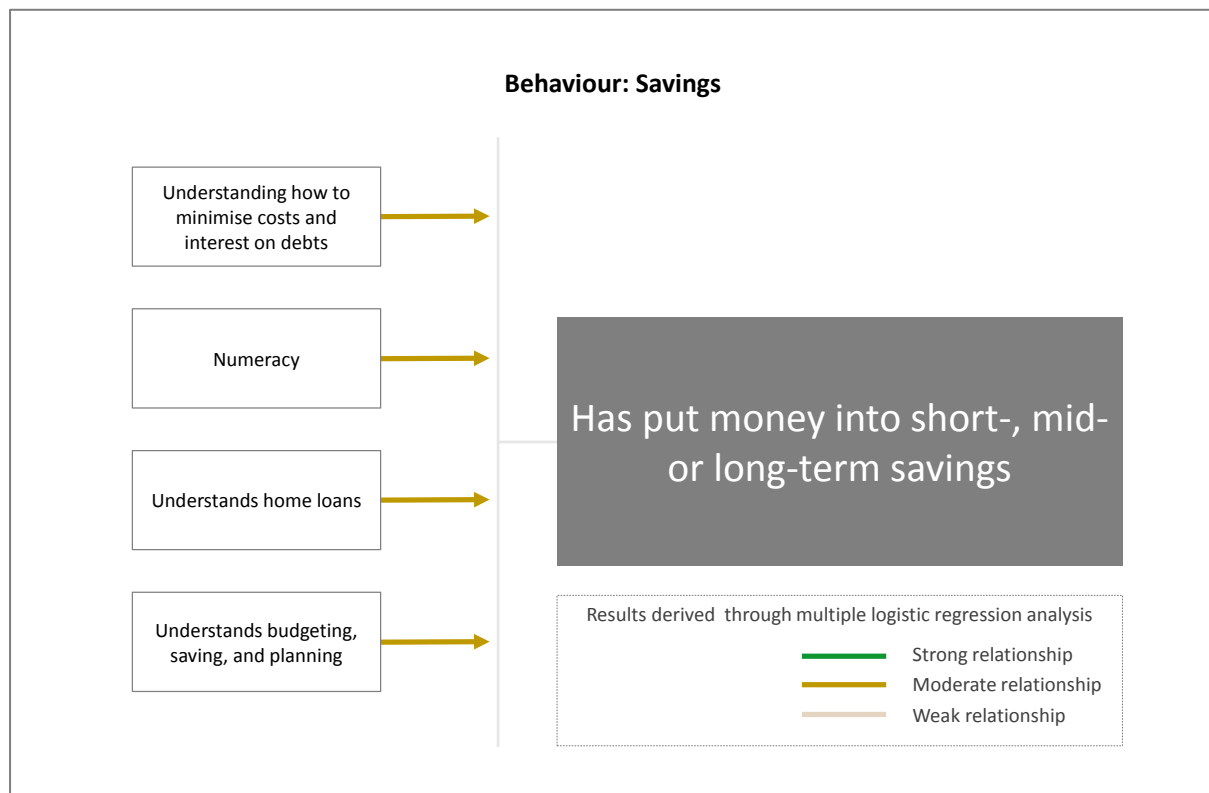 Behaviour: Savings
Understanding how to
minimise costs and
interest on debts
Numeracy
Understands home loans
Understands budgeting,
saving, and planning
Has put money into short-, mid-
or long-term savings
Results derived through multiple logistic regression analysis
Strong relationship
Moderate relationship
Weak relationship